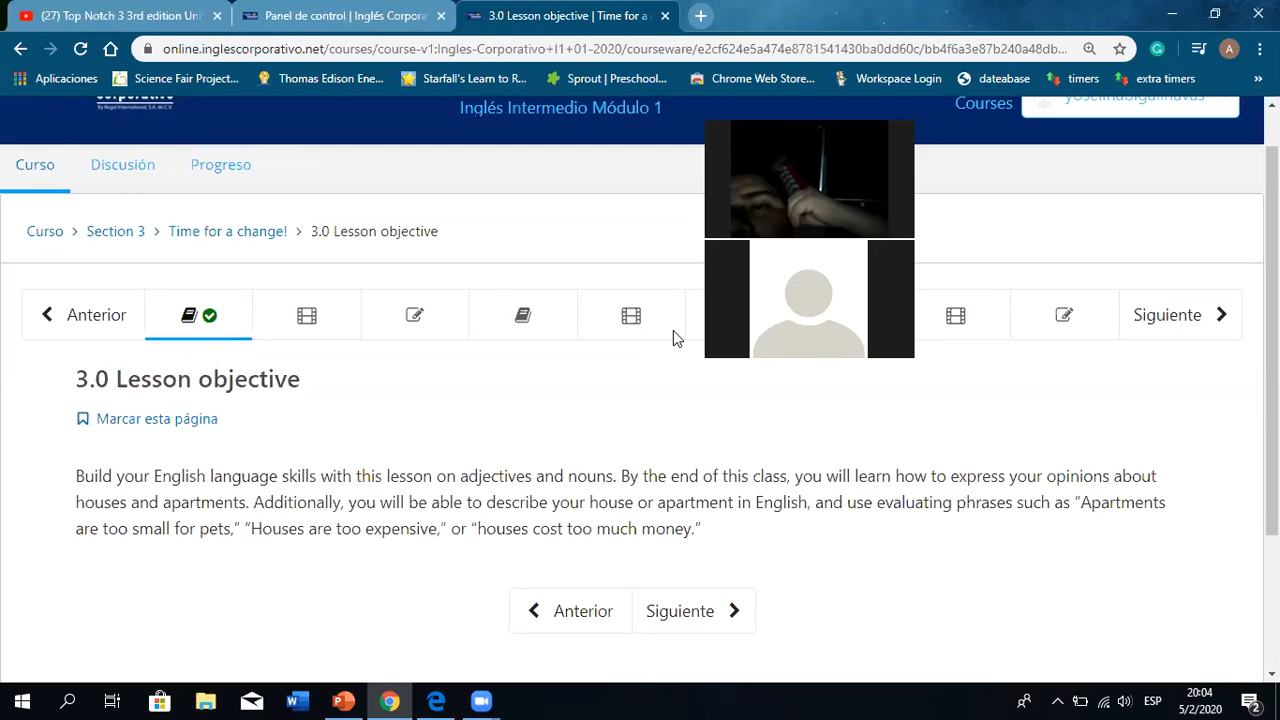 (27) Top Notch 3 3rd edition Uni
Panel de control | Inglés Corpora
3.0 Lesson objective | Time for a
online.inglescorporativo.net/courses/course-v1:Ingles-Corporativo+I1+01-2020/courseware/e2cf624e5a474e8781541430ba0dd60c/bb4f6a3e87b240a48db...
A
Aplicaciones
Science Fair Project...
Thomas Edison Ene...
Starfall's Learn to R...
Sprout | Preschool...
Chrome Web Store...
Workspace Login
dateabase
timers
extra timers
»
By Regal International, S.A. de C.V.
Inglés Intermedio Módulo 1
Courses
Curso
Discusión
Progreso
Curso > Section 3 > Time for a change! > 3.0 Lesson objective
Anterior
Siguiente
3.0 Lesson objective
Marcar esta página
Build your English language skills with this lesson on adjectives and nouns. By the end of this class, you will learn how to express your opinions about
houses and apartments. Additionally, you will be able to describe your house or apartment in English, and use evaluating phrases such as “Apartments
are too small for pets,” “Houses are too expensive,” or “houses cost too much money.”
Anterior
Siguiente
ESP
20:04
5/2/2020
2